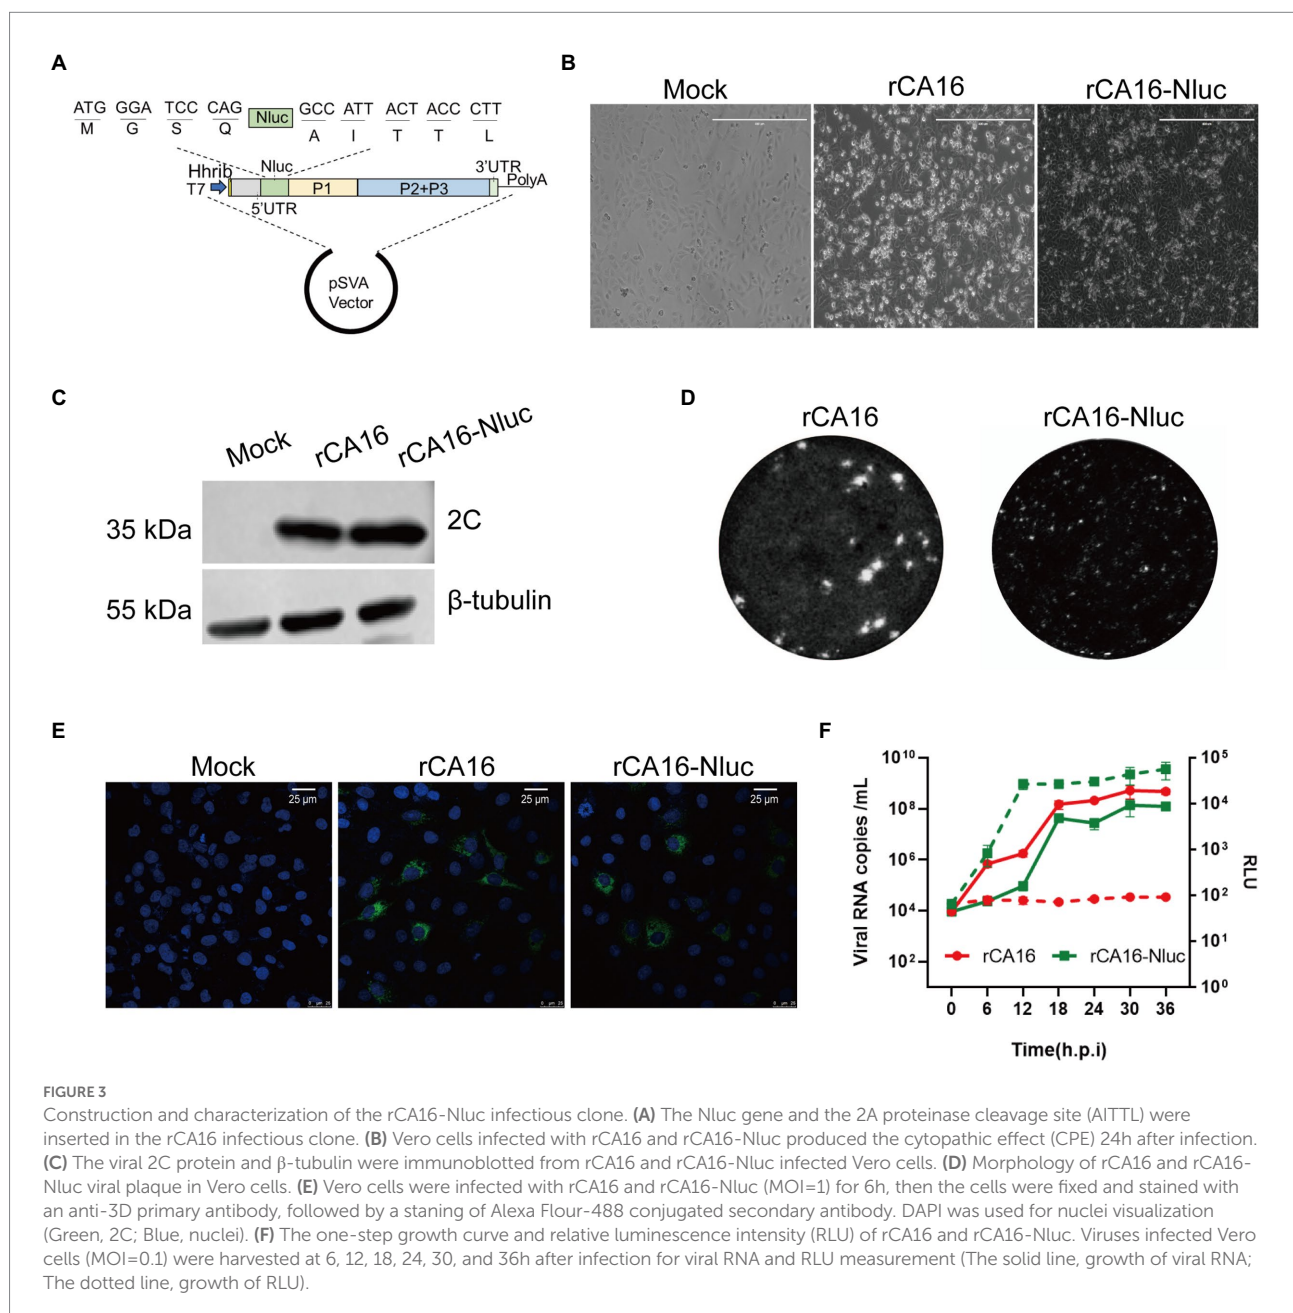 A
ATG GGA TCC CAG Nluc GCC ATT ACT ACC CTT
M G S Q A I T T L
Hhrib Nluc 3'UTR
T7 P1 P2+P3 PolyA
5'UTR
pSVA
Vector
B
Mock rCA16 rCA16-Nluc
C
Mock rCA16 rCA16-Nluc
35 kDa 2C
55 kDa β-tubulin
D
rCA16 rCA16-Nluc
E
Mock rCA16 rCA16-Nluc
25 μm 25 μm 25 μm
F
10¹⁰ 10⁵
10⁸ 10⁴
10⁶ 10³
10⁴ 10²
10² 10¹
10⁰
Viral RNA copies /mL
RLU
rCA16 rCA16-Nluc
0 6 12 18 24 30 36
Time(h.p.i)
FIGURE 3
Construction and characterization of the rCA16-Nluc infectious clone. (A) The Nluc gene and the 2A proteinase cleavage site (AITTL) were
inserted in the rCA16 infectious clone. (B) Vero cells infected with rCA16 and rCA16-Nluc produced the cytopathic effect (CPE) 24h after infection.
(C) The viral 2C protein and β-tubulin were immunoblotted from rCA16 and rCA16-Nluc infected Vero cells. (D) Morphology of rCA16 and rCA16-
Nluc viral plaque in Vero cells. (E) Vero cells were infected with rCA16 and rCA16-Nluc (MOI=1) for 6h, then the cells were fixed and stained with
an anti-3D primary antibody, followed by a staning of Alexa Flour-488 conjugated secondary antibody. DAPI was used for nuclei visualization
(Green, 2C; Blue, nuclei). (F) The one-step growth curve and relative luminescence intensity (RLU) of rCA16 and rCA16-Nluc. Viruses infected Vero
cells (MOI=0.1) were harvested at 6, 12, 18, 24, 30, and 36h after infection for viral RNA and RLU measurement (The solid line, growth of viral RNA;
The dotted line, growth of RLU).